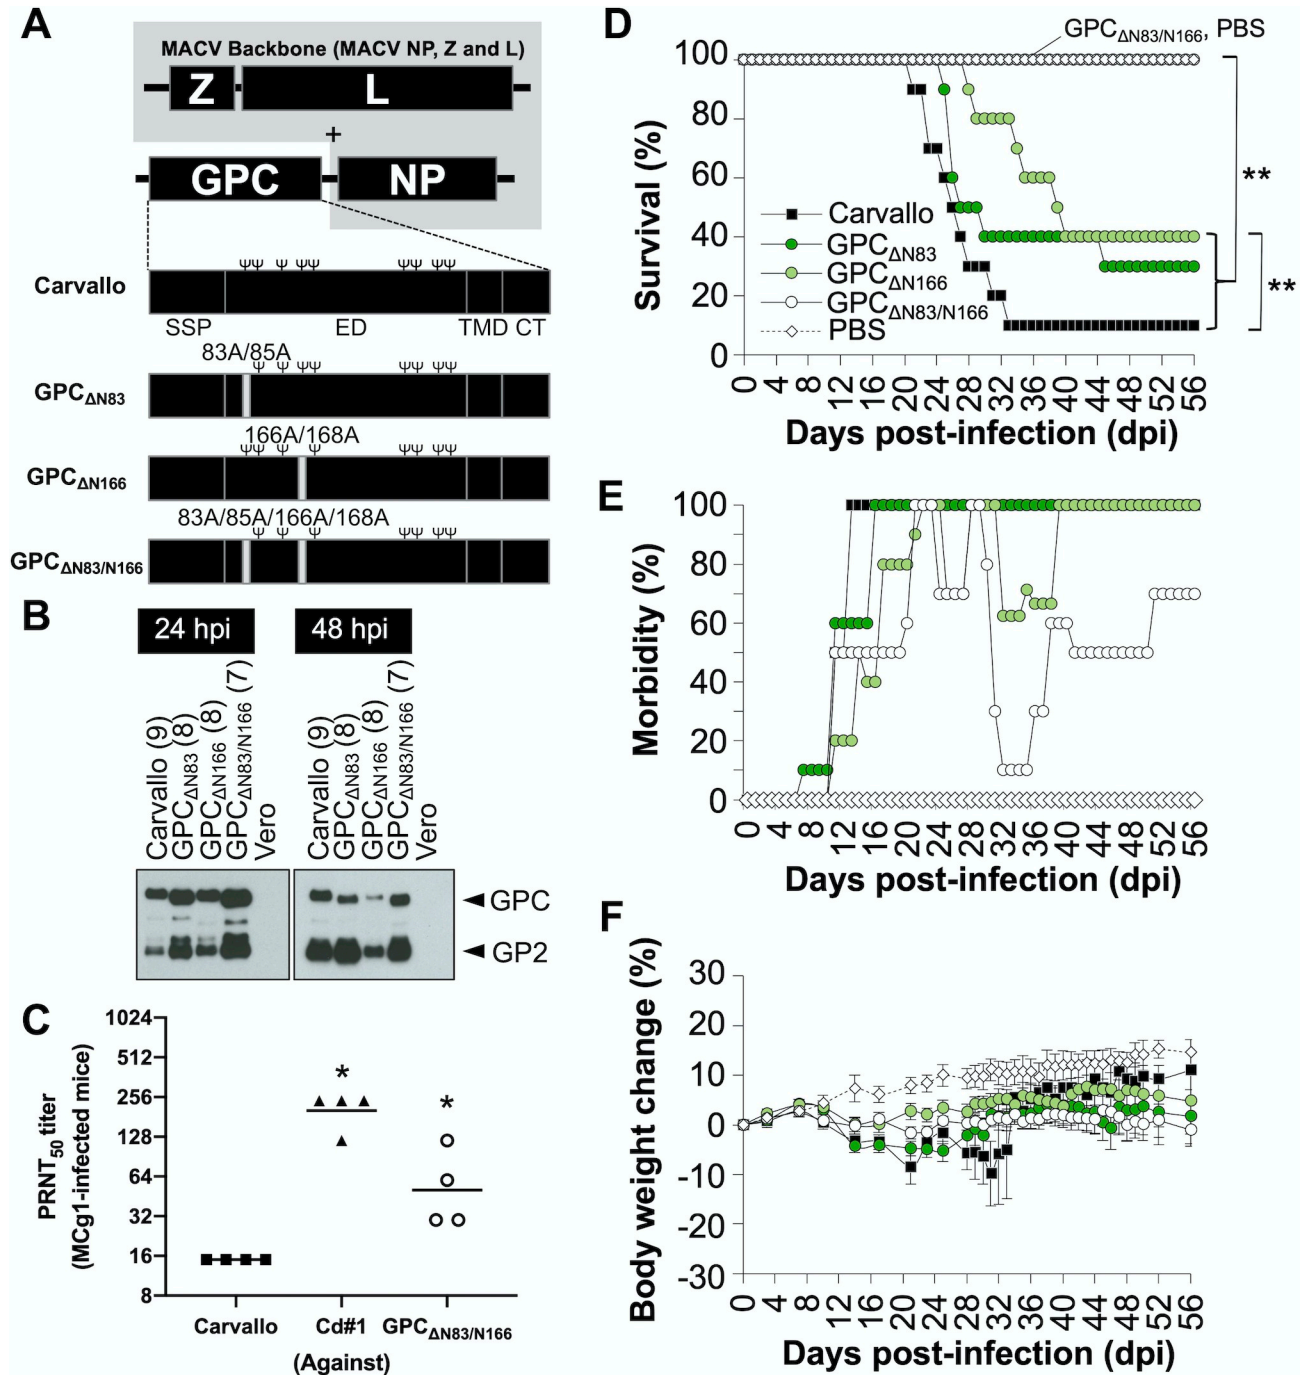 A
MACV Backbone (MACV NP, Z and L)
Z L
+
GPC NP
Ψ Ψ Ψ Ψ Ψ Ψ Ψ Ψ Ψ
Carvallo
SSP ED TMD CT
83A/85A
Ψ Ψ Ψ Ψ Ψ Ψ Ψ Ψ
GPCΔN83
166A/168A
Ψ Ψ Ψ Ψ Ψ Ψ Ψ Ψ
GPCΔN166
83A/85A/166A/168A
Ψ Ψ Ψ Ψ Ψ Ψ Ψ
GPCΔN83/N166
B
24 hpi 48 hpi
Carvallo (9)
GPCΔN83 (8)
GPCΔN166 (8)
GPCΔN83/N166 (7)
Vero
Carvallo (9)
GPCΔN83 (8)
GPCΔN166 (8)
GPCΔN83/N166 (7)
Vero
GPC
GP2
C
PRNT50 titer
(MCg1-infected mice)
1024
512
256
128
64
32
16
8
*
*
Carvallo Cd#1 GPCΔN83/N166
(Against)
D
GPCΔN83/N166, PBS
Survival (%)
100
80
60
40
20
0
Carvallo
GPCΔN83
GPCΔN166
GPCΔN83/N166
PBS
**
**
0 4 8 12 16 20 24 28 32 36 40 44 48 52 56
Days post-infection (dpi)
E
Morbidity (%)
100
80
60
40
20
0
0 4 8 12 16 20 24 28 32 36 40 44 48 52 56
Days post-infection (dpi)
F
Body weight change (%)
30
20
10
0
-10
-20
-30
0 4 8 12 16 20 24 28 32 36 40 44 48 52 56
Days post-infection (dpi)